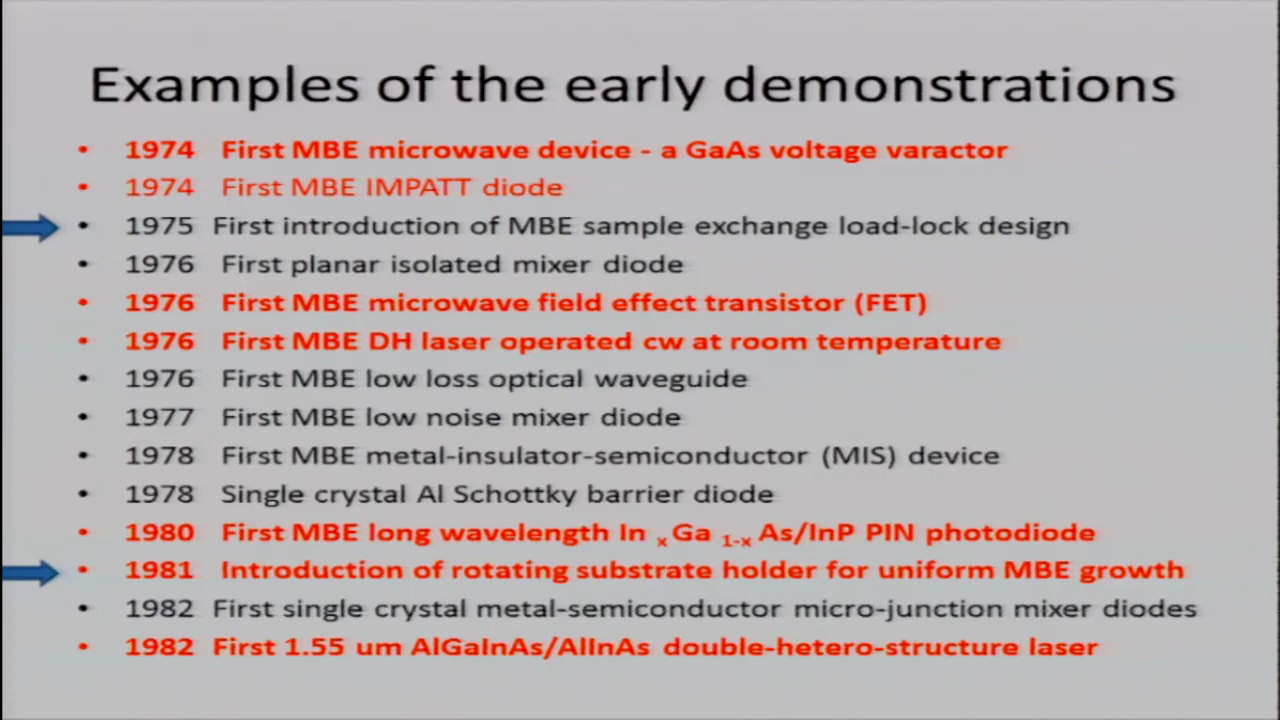 Examples of the early demonstrations
• 1974 First MBE microwave device - a GaAs voltage varactor
• 1974 First MBE IMPATT diode
• 1975 First introduction of MBE sample exchange load-lock design
• 1976 First planar isolated mixer diode
• 1976 First MBE microwave field effect transistor (FET)
• 1976 First MBE DH laser operated cw at room temperature
• 1976 First MBE low loss optical waveguide
• 1977 First MBE low noise mixer diode
• 1978 First MBE metal-insulator-semiconductor (MIS) device
• 1978 Single crystal Al Schottky barrier diode
• 1980 First MBE long wavelength In x Ga 1-x As/InP PIN photodiode
• 1981 Introduction of rotating substrate holder for uniform MBE growth
• 1982 First single crystal metal-semiconductor micro-junction mixer diodes
• 1982 First 1.55 um AlGaInAs/AlInAs double-hetero-structure laser